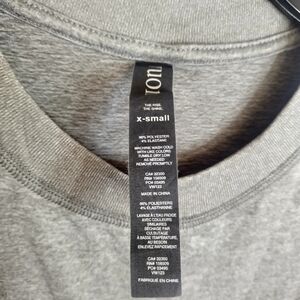 THE RISE.
THE SHINE.
x-small
96% POLYESTER
4% ELASTANE
MACHINE WASH COLD
WITH LIKE COLORS
TUMBLE DRY LOW
AS NEEDED
REMOVE PROMPTLY
MADE IN CHINA
96% POLYESTERS
4% ÉLASTHANNE
LAVAGE À L'EAU FROIDE
AVEC COULEURS
SIMILAIRES
SÉCHAGE PAR
CULBUTAGE
À BASSE TEMPÉRATURE,
AU BESOIN
ENLEVEZ RAPIDEMENT
VW123
FABRIQUÉ EN CHINE